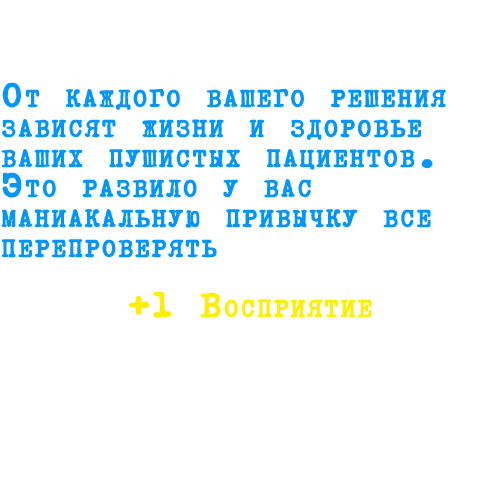 От каждого вашего решения
зависят жизни и здоровье
ваших пушистых пациентов.
Это развило у вас
маниакальную привычку все
перепроверять
+1 Восприятие